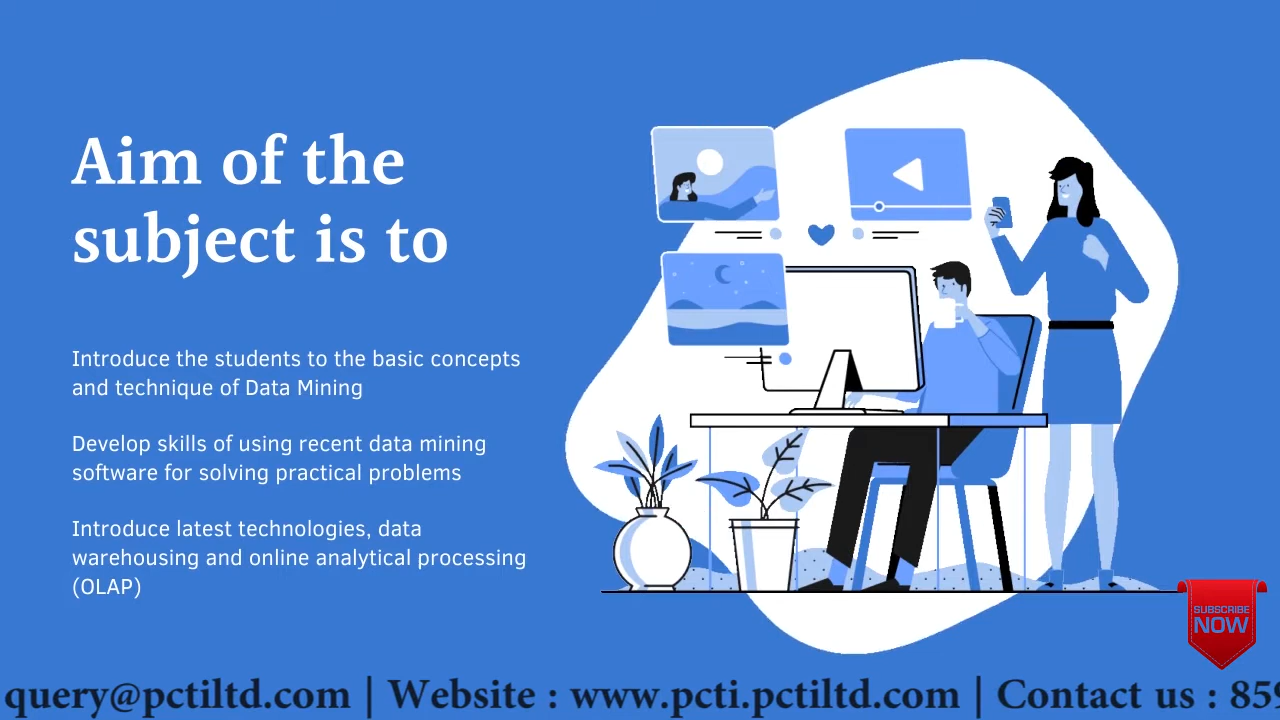 Aim of the
subject is to
Introduce the students to the basic concepts
and technique of Data Mining
Develop skills of using recent data mining
software for solving practical problems
Introduce latest technologies, data
warehousing and online analytical processing
(OLAP)
SUBSCRIBE
NOW
query@pctiltd.com | Website : www.pcti.pctiltd.com | Contact us : 859